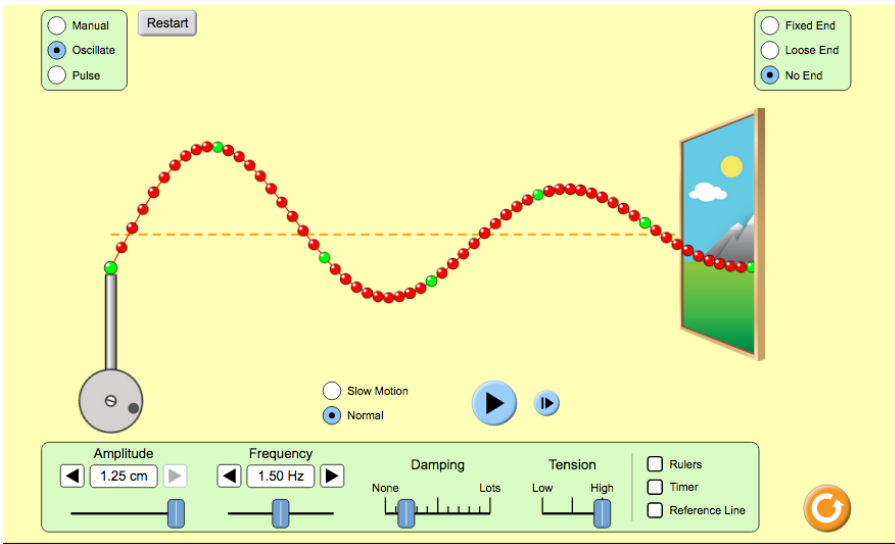 Manual
Oscillate
Pulse
Restart
Fixed End
Loose End
No End
Slow Motion
Normal
Amplitude
1.25 cm
Frequency
1.50 Hz
Damping
None Lots
Tension
Low High
Rulers
Timer
Reference Line